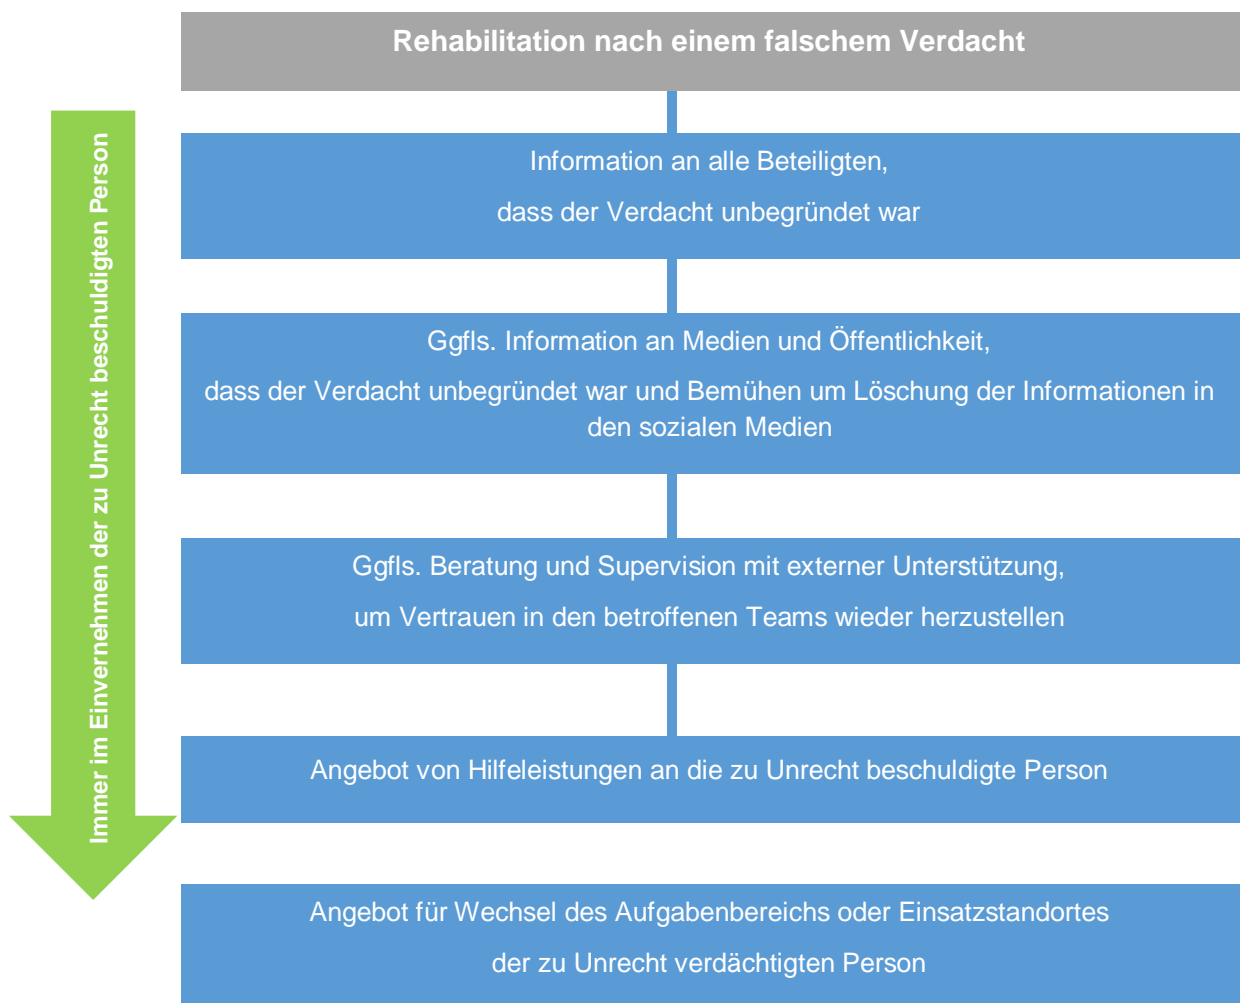 Rehabilitation nach einem falschem Verdacht
Immer im Einvernehmen der zu Unrecht beschuldigten Person
Information an alle Beteiligten,
dass der Verdacht unbegründet war
Ggfls. Information an Medien und Öffentlichkeit,
dass der Verdacht unbegründet war und Bemühen um Löschung der Informationen in
den sozialen Medien
Ggfls. Beratung und Supervision mit externer Unterstützung,
um Vertrauen in den betroffenen Teams wieder herzustellen
Angebot von Hilfeleistungen an die zu Unrecht beschuldigte Person
Angebot für Wechsel des Aufgabenbereichs oder Einsatzstandortes
der zu Unrecht verdächtigten Person